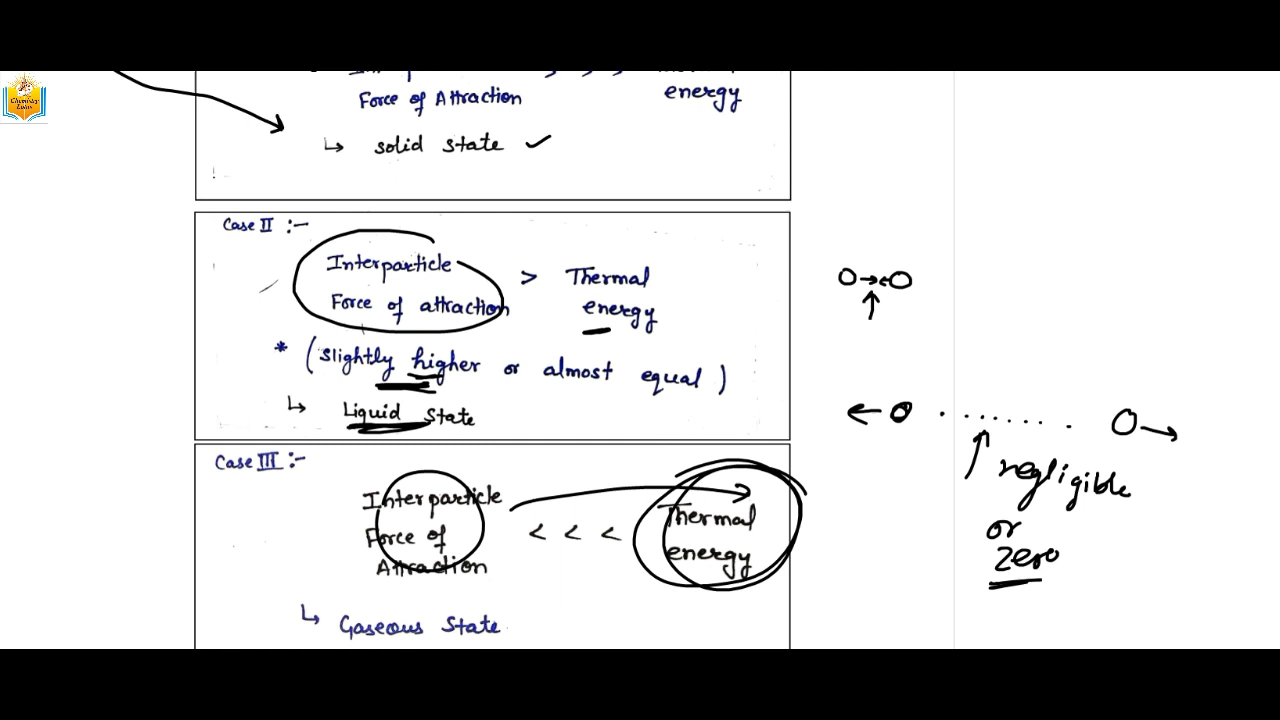 Chemistry
Force of Attraction
energy
↳ solid state ✓
Case II :-
Interparticle
Force of attraction
> Thermal
energy
* (slightly higher or almost equal)
↳ Liquid state
Case III :-
Interparticle
Force of
Attraction
< < <
Thermal
energy
negligible
or
zero
↳ Gaseous State